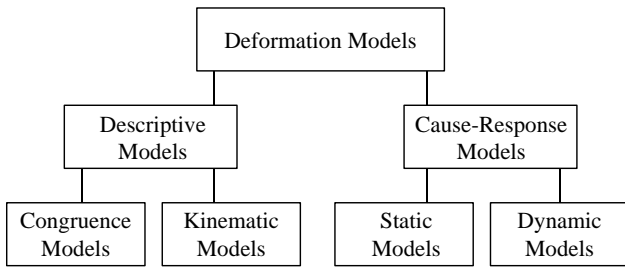 Deformation Models
Descriptive
Models
Cause-Response
Models
Congruence
Models
Kinematic
Models
Static
Models
Dynamic
Models